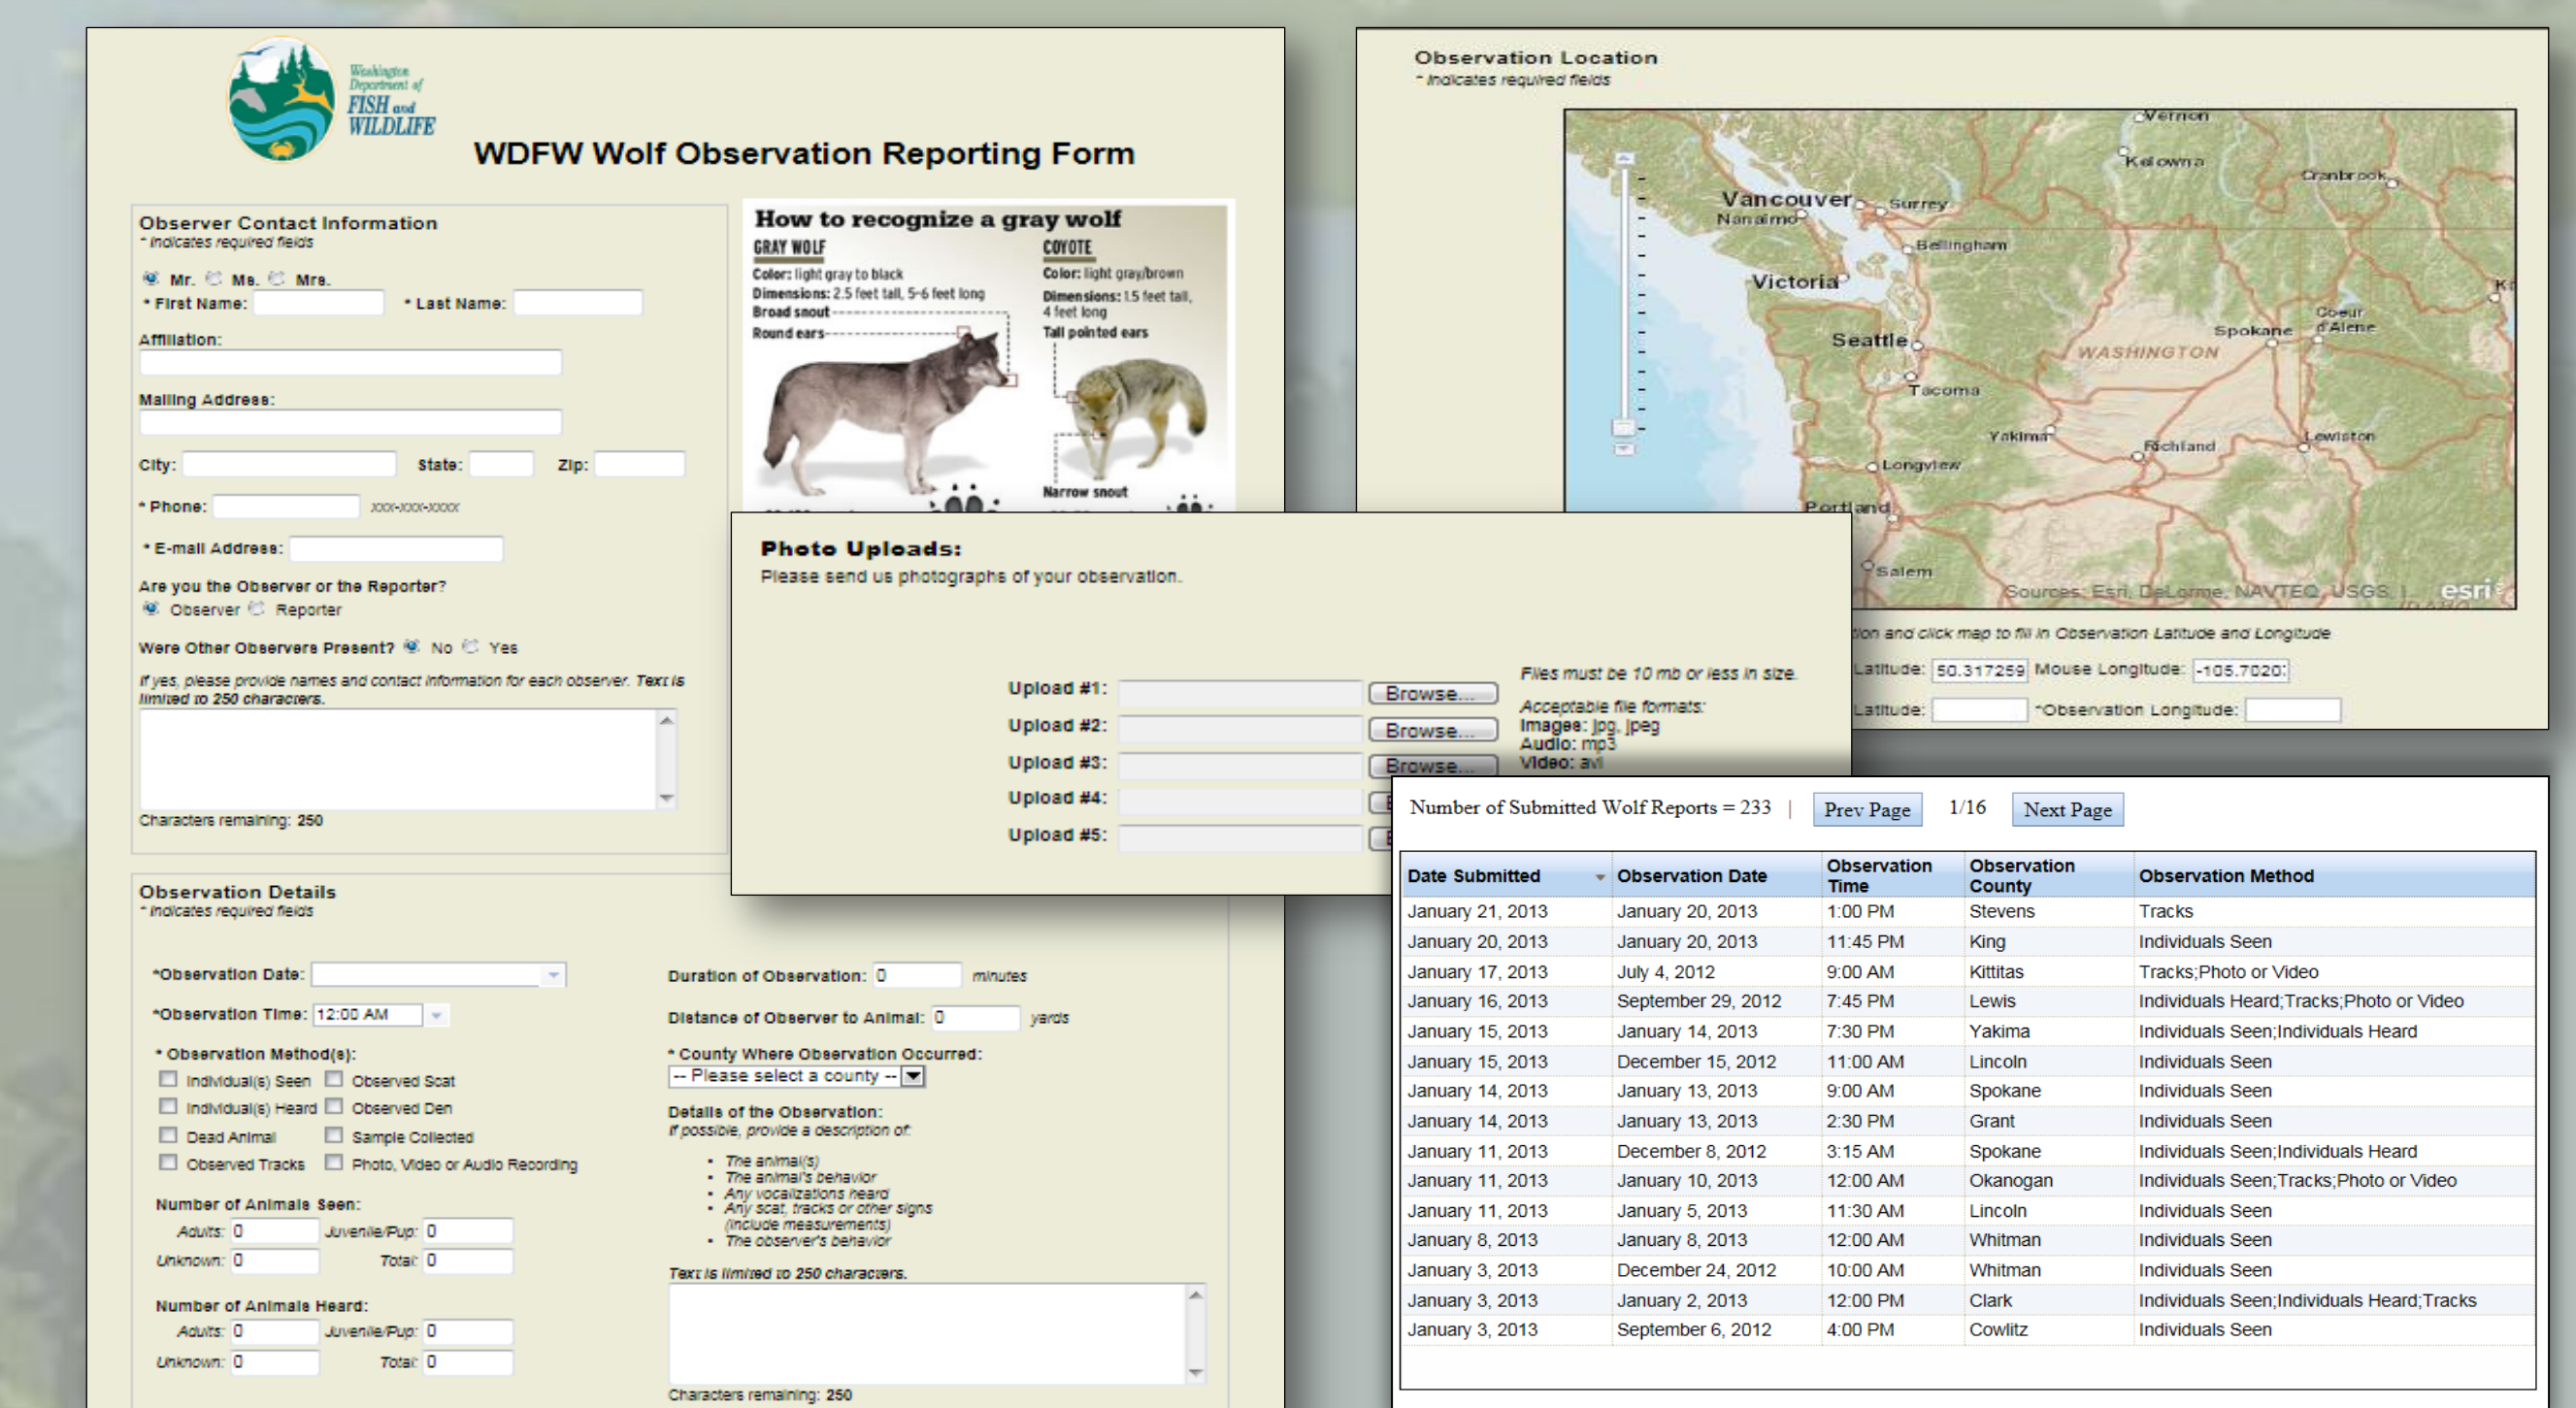 Washington
Department of
FISH and
WILDLIFE
WDFW Wolf Observation Reporting Form
Observer Contact Information
* Indicates required fields
Mr. Ms. Mrs.
* First Name: * Last Name:
Affiliation:
Mailing Address:
City: State: Zip:
* Phone: xxx-xxx-xxxx
* E-mail Address:
Are you the Observer or the Reporter?
Observer Reporter
Were Other Observers Present? No Yes
If yes, please provide names and contact information for each observer. Text is
limited to 250 characters.
Characters remaining: 250
How to recognize a gray wolf
GRAY WOLF
Color: light gray to black
Dimensions: 2.5 feet tall, 5-6 feet long
Broad snout
Round ears
COYOTE
Color: light gray/brown
Dimensions: 1.5 feet tall,
4 feet long
Tall pointed ears
Narrow snout
Observation Details
* Indicates required fields
*Observation Date:
*Observation Time: 12:00 AM
* Observation Method(s):
Individual(s) Seen Observed Scat
Individual(s) Heard Observed Den
Dead Animal Sample Collected
Observed Tracks Photo, Video or Audio Recording
Number of Animals Seen:
Adults: 0 Juvenile/Pup: 0
Unknown: 0 Total: 0
Number of Animals Heard:
Adults: 0 Juvenile/Pup: 0
Unknown: 0 Total: 0
Duration of Observation: 0 minutes
Distance of Observer to Animal: 0 yards
* County Where Observation Occurred:
-- Please select a county --
Details of the Observation:
If possible, provide a description of:
• The animal(s)
• The animal's behavior
• Any vocalizations heard
• Any scat, tracks or other signs
(include measurements)
• The observer's behavior
Text is limited to 250 characters.
Characters remaining: 250
Photo Uploads:
Please send us photographs of your observation.
Upload #1: Browse...
Upload #2: Browse...
Upload #3: Browse...
Upload #4:
Upload #5:
Files must be 10 mb or less in size.
Acceptable file formats:
Images: jpg, jpeg
Audio: mp3
Video: avi
Observation Location
* Indicates required fields
Vernon
Kelowna
Cranbrook
Vancouver
Surrey
Nanaimo
Bellingham
Victoria
Coeur
d'Alene
Spokane
Seattle
WASHINGTON
Tacoma
Yakima
Richland
Lewiston
Longview
Portland
Salem
Sources: Esri, DeLorme, NAVTEQ, USGS, I... esri
IDAHO
and click map to fill in Observation Latitude and Longitude
Latitude: 50.317259 Mouse Longitude: -105.7020
Latitude: *Observation Longitude:
Number of Submitted Wolf Reports = 233 | Prev Page 1/16 Next Page
Date Submitted Observation Date Observation Time Observation County Observation Method
January 21, 2013 January 20, 2013 1:00 PM Stevens Tracks
January 20, 2013 January 20, 2013 11:45 PM King Individuals Seen
January 17, 2013 July 4, 2012 9:00 AM Kittitas Tracks;Photo or Video
January 16, 2013 September 29, 2012 7:45 PM Lewis Individuals Heard;Tracks;Photo or Video
January 15, 2013 January 14, 2013 7:30 PM Yakima Individuals Seen;Individuals Heard
January 15, 2013 December 15, 2012 11:00 AM Lincoln Individuals Seen
January 14, 2013 January 13, 2013 9:00 AM Spokane Individuals Seen
January 14, 2013 January 13, 2013 2:30 PM Grant Individuals Seen
January 11, 2013 December 8, 2012 3:15 AM Spokane Individuals Seen;Individuals Heard
January 11, 2013 January 10, 2013 12:00 AM Okanogan Individuals Seen;Tracks;Photo or Video
January 11, 2013 January 5, 2013 11:30 AM Lincoln Individuals Seen
January 8, 2013 January 8, 2013 12:00 AM Whitman Individuals Seen
January 3, 2013 December 24, 2012 10:00 AM Whitman Individuals Seen
January 3, 2013 January 2, 2013 12:00 PM Clark Individuals Seen;Individuals Heard;Tracks
January 3, 2013 September 6, 2012 4:00 PM Cowlitz Individuals Seen